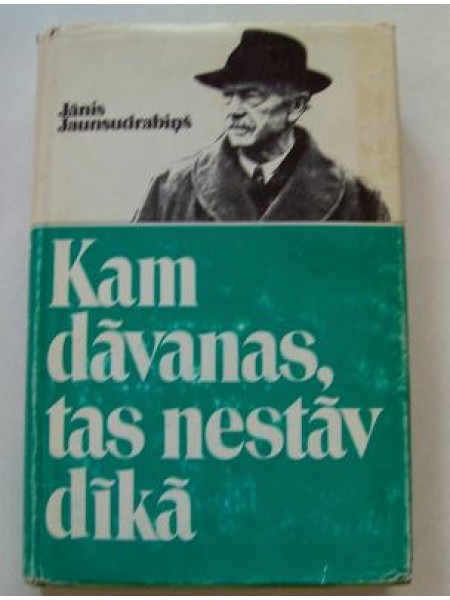 Jānis
Jaunsudrabiņš
Kam
dāvanas,
tas nestāv
dīkā